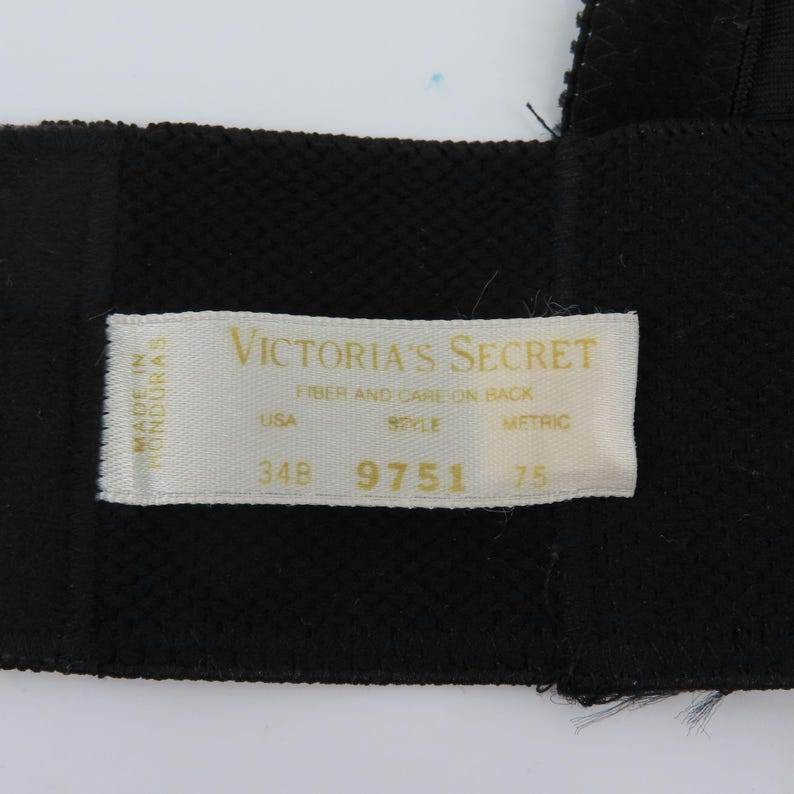 MADE IN
HONDURAS
VICTORIA'S SECRET
FIBER AND CARE ON BACK
USA STYLE METRIC
34B 9751 75